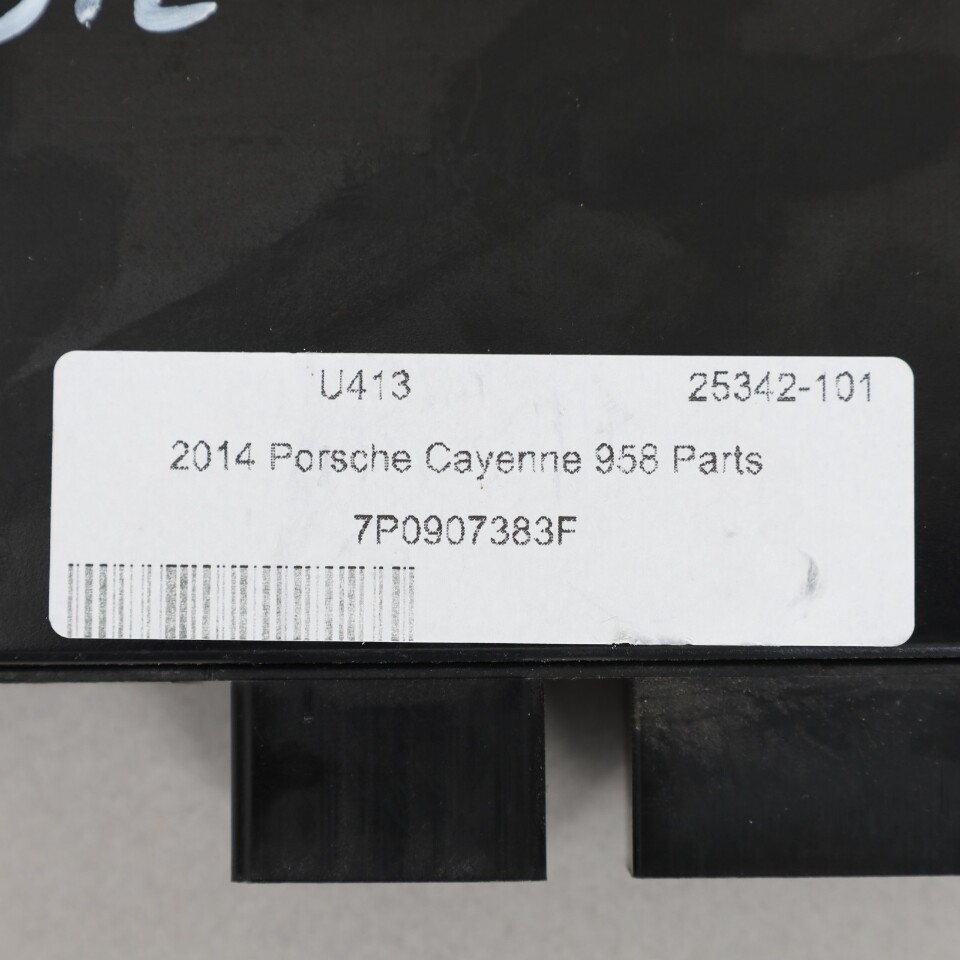 U413 25342-101
2014 Porsche Cayenne 958 Parts
7P0907383F